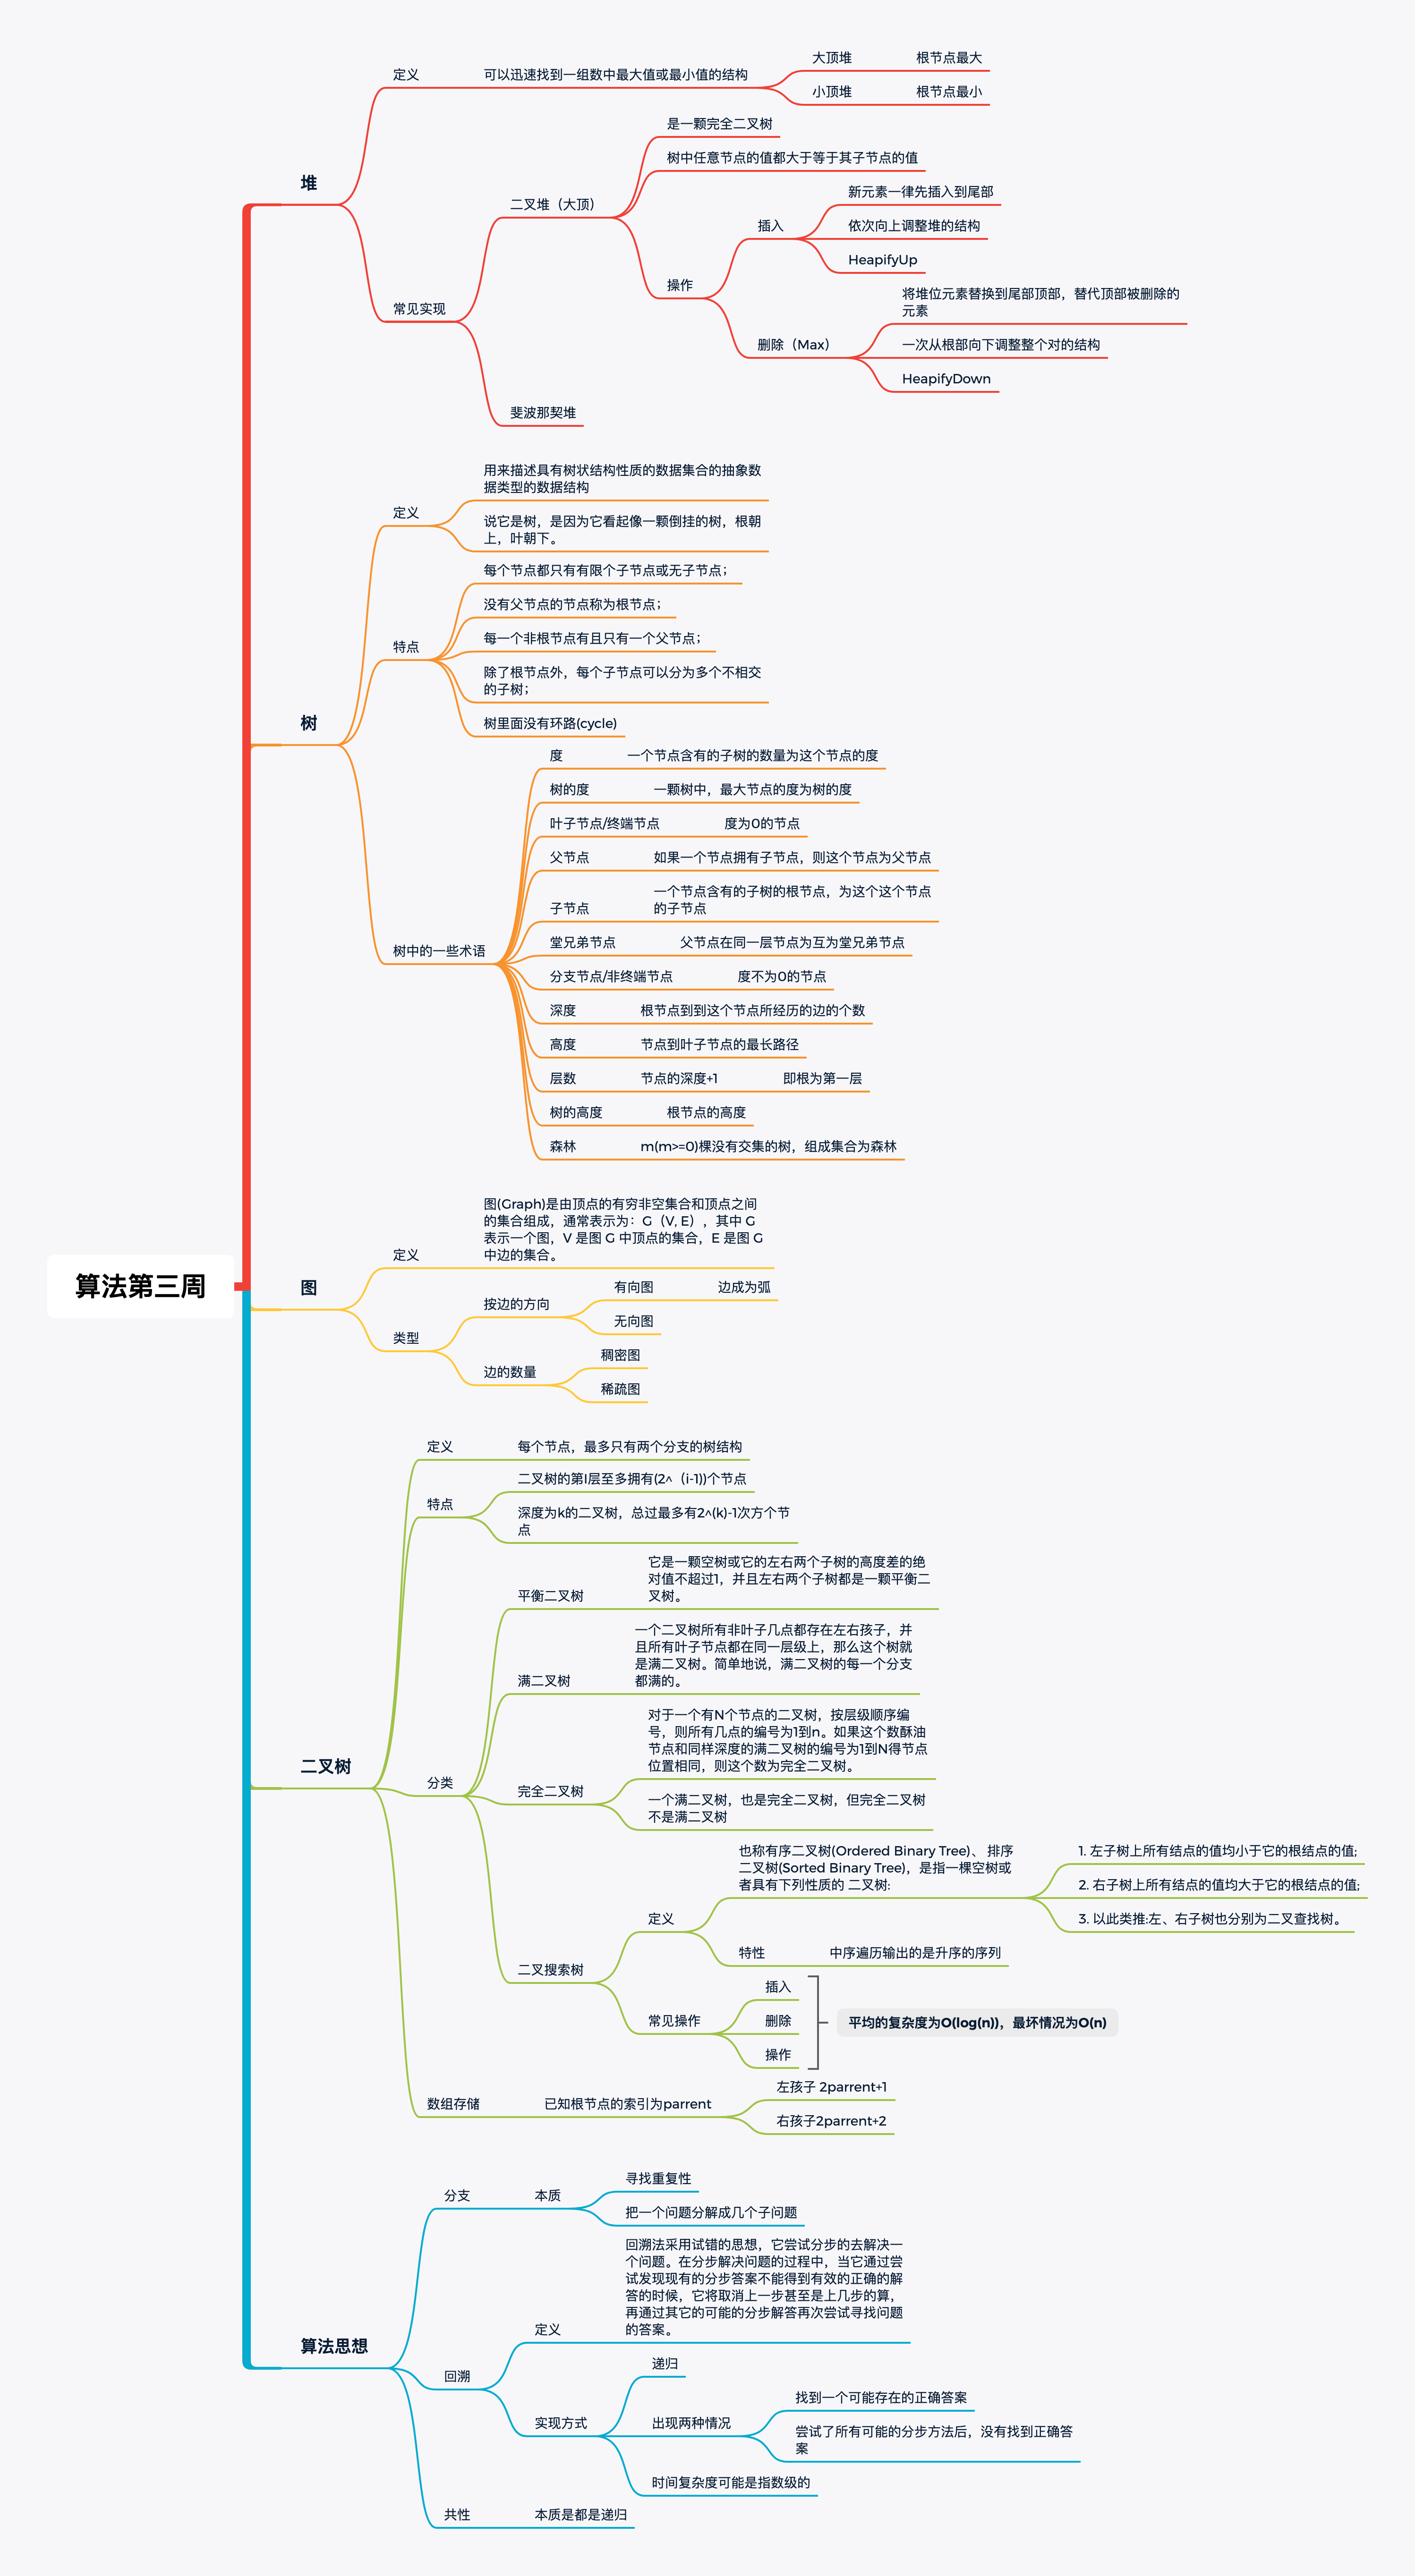 算法第三周
堆
定义
可以迅速找到一组数中最大值或最小值的结构
大顶堆
根节点最大
小顶堆
根节点最小
常见实现
二叉堆（大顶）
是一颗完全二叉树
树中任意节点的值都大于等于其子节点的值
操作
插入
新元素一律先插入到尾部
依次向上调整堆的结构
HeapifyUp
删除（Max）
将堆位元素替换到尾部顶部，替代顶部被删除的
元素
一次从根部向下调整整个对的结构
HeapifyDown
斐波那契堆
树
定义
用来描述具有树状结构性质的数据集合的抽象数
据类型的数据结构
说它是树，是因为它看起像一颗倒挂的树，根朝
上，叶朝下。
特点
每个节点都只有有限个子节点或无子节点；
没有父节点的节点称为根节点；
每一个非根节点有且只有一个父节点；
除了根节点外，每个子节点可以分为多个不相交
的子树；
树里面没有环路(cycle)
树中的一些术语
度
一个节点含有的子树的数量为这个节点的度
树的度
一颗树中，最大节点的度为树的度
叶子节点/终端节点
度为0的节点
父节点
如果一个节点拥有子节点，则这个节点为父节点
子节点
一个节点含有的子树的根节点，为这个这个节点
的子节点
堂兄弟节点
父节点在同一层节点为互为堂兄弟节点
分支节点/非终端节点
度不为0的节点
深度
根节点到到这个节点所经历的边的个数
高度
节点到叶子节点的最长路径
层数
节点的深度+1
即根为第一层
树的高度
根节点的高度
森林
m(m>=0)棵没有交集的树，组成集合为森林
图
定义
图(Graph)是由顶点的有穷非空集合和顶点之间
的集合组成，通常表示为：G（V, E），其中 G
表示一个图，V 是图 G 中顶点的集合，E 是图 G
中边的集合。
类型
按边的方向
有向图
边成为弧
无向图
边的数量
稠密图
稀疏图
二叉树
定义
每个节点，最多只有两个分支的树结构
特点
二叉树的第I层至多拥有(2^（i-1))个节点
深度为k的二叉树，总过最多有2^(k)-1次方个节
点
分类
平衡二叉树
它是一颗空树或它的左右两个子树的高度差的绝
对值不超过1，并且左右两个子树都是一颗平衡二
叉树。
满二叉树
一个二叉树所有非叶子几点都存在左右孩子，并
且所有叶子节点都在同一层级上，那么这个树就
是满二叉树。简单地说，满二叉树的每一个分支
都满的。
完全二叉树
对于一个有N个节点的二叉树，按层级顺序编
号，则所有几点的编号为1到n。如果这个数酥油
节点和同样深度的满二叉树的编号为1到N得节点
位置相同，则这个数为完全二叉树。
一个满二叉树，也是完全二叉树，但完全二叉树
不是满二叉树
二叉搜索树
定义
也称有序二叉树(Ordered Binary Tree)、 排序
二叉树(Sorted Binary Tree)，是指一棵空树或
者具有下列性质的 二叉树:
1. 左子树上所有结点的值均小于它的根结点的值;
2. 右子树上所有结点的值均大于它的根结点的值;
3. 以此类推:左、右子树也分别为二叉查找树。
特性
中序遍历输出的是升序的序列
常见操作
插入
删除
操作
平均的复杂度为O(log(n))，最坏情况为O(n)
数组存储
已知根节点的索引为parrent
左孩子 2parrent+1
右孩子2parrent+2
算法思想
分支
本质
寻找重复性
把一个问题分解成几个子问题
回溯
定义
回溯法采用试错的思想，它尝试分步的去解决一
个问题。在分步解决问题的过程中，当它通过尝
试发现现有的分步答案不能得到有效的正确的解
答的时候，它将取消上一步甚至是上几步的算，
再通过其它的可能的分步解答再次尝试寻找问题
的答案。
实现方式
递归
出现两种情况
找到一个可能存在的正确答案
尝试了所有可能的分步方法后，没有找到正确答
案
时间复杂度可能是指数级的
共性
本质是都是递归